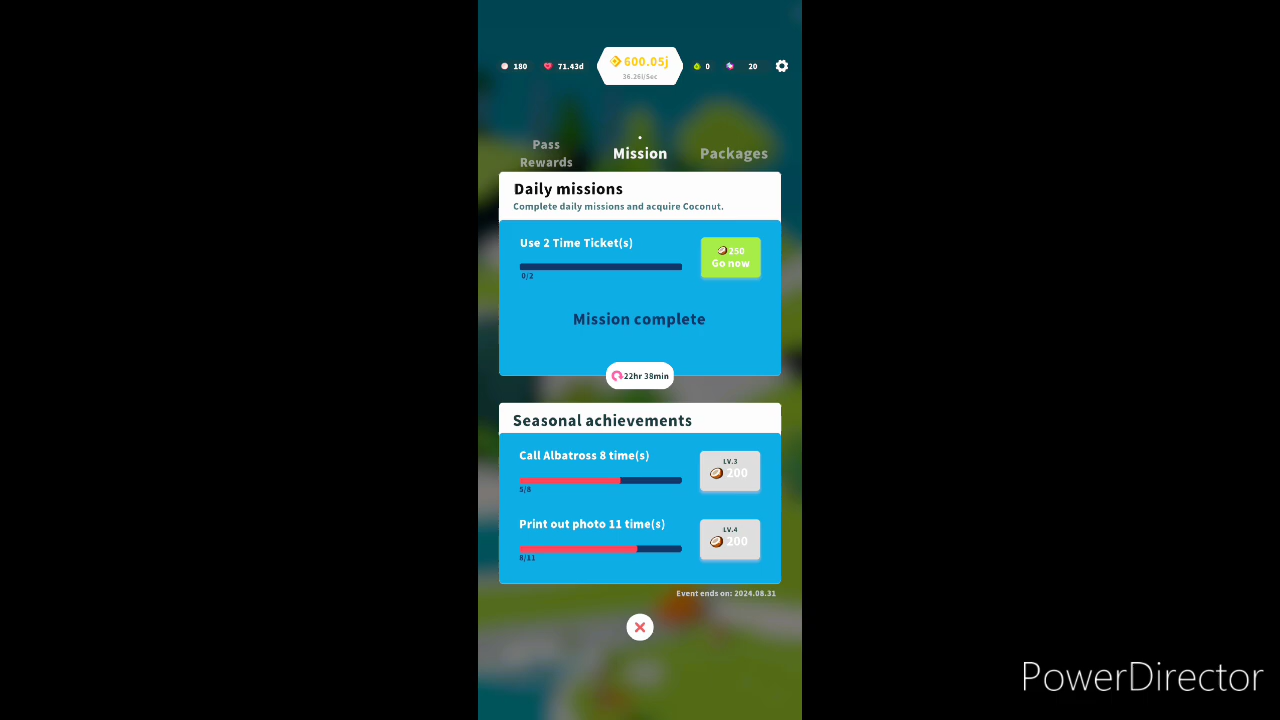 180
71.43d
600.05j
36.26j/Sec
0
20
Pass
Rewards
Mission
Packages
Daily missions
Complete daily missions and acquire Coconut.
Use 2 Time Ticket(s)
0/2
250
Go now
Mission complete
22hr 38min
Seasonal achievements
Call Albatross 8 time(s)
5/8
LV.3
200
Print out photo 11 time(s)
8/11
LV.4
200
Event ends on: 2024.08.31
PowerDirector